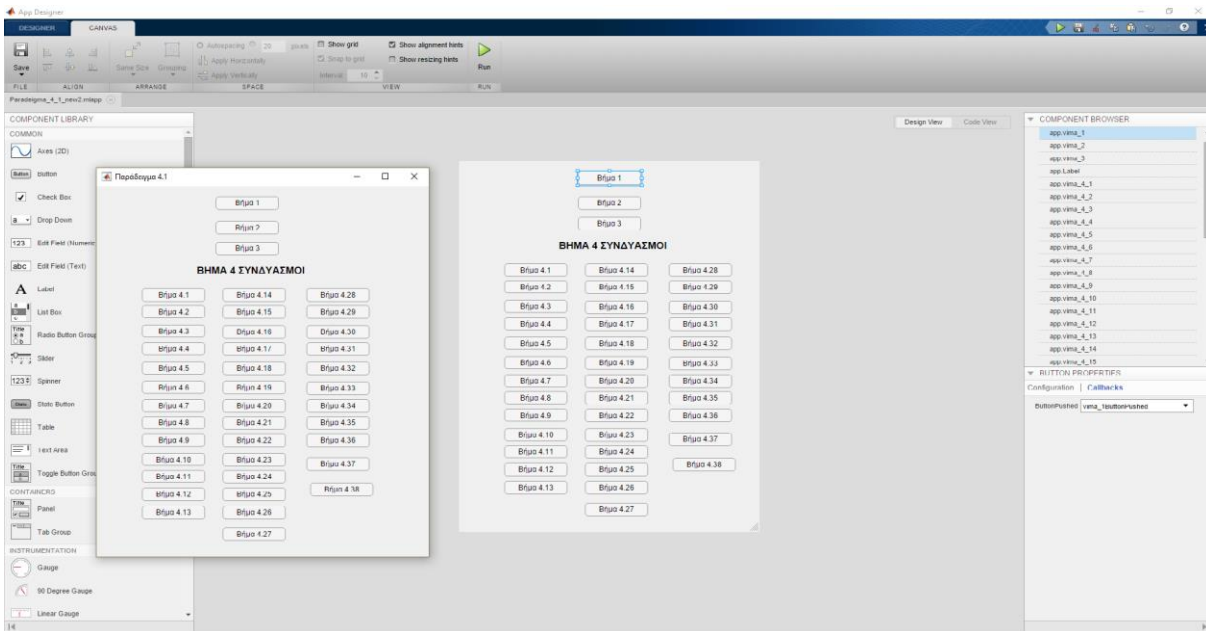 App Designer
DESIGNER CANVAS
Save
Same Size Grouping
Autospacing 20 pixels
Apply Horizontally
Apply Vertically
Show grid
Snap to grid
Interval: 10
Show alignment hints
Show resizing hints
Run
FILE ALIGN ARRANGE SPACE VIEW RUN
Paradeigma_4_1_new2.mlapp
COMPONENT LIBRARY
COMMON
Axes (2D)
Button Button
Check Box
a Drop Down
123 Edit Field (Numeric
abc Edit Field (Text)
A Label
List Box
Title Radio Button Group
Slider
123 Spinner
State State Button
Table
Text Area
Title Toggle Button Grou
CONTAINERS
Title Panel
Tab Group
INSTRUMENTATION
Gauge
90 Degree Gauge
Linear Gauge
Παράδειγμα 4.1
Βήμα 1
Βήμα 2
Βήμα 3
ΒΗΜΑ 4 ΣΥΝΔΥΑΣΜΟΙ
Βήμα 4.1 Βήμα 4.14 Βήμα 4.28
Βήμα 4.2 Βήμα 4.15 Βήμα 4.29
Βήμα 4.3 Βήμα 4.16 Βήμα 4.30
Βήμα 4.4 Βήμα 4.17 Βήμα 4.31
Βήμα 4.5 Βήμα 4.18 Βήμα 4.32
Βήμα 4.6 Βήμα 4.19 Βήμα 4.33
Βήμα 4.7 Βήμα 4.20 Βήμα 4.34
Βήμα 4.8 Βήμα 4.21 Βήμα 4.35
Βήμα 4.9 Βήμα 4.22 Βήμα 4.36
Βήμα 4.10 Βήμα 4.23 Βήμα 4.37
Βήμα 4.11 Βήμα 4.24
Βήμα 4.12 Βήμα 4.25 Βήμα 4.38
Βήμα 4.13 Βήμα 4.26
Βήμα 4.27
Design View Code View
Βήμα 1
Βήμα 2
Βήμα 3
ΒΗΜΑ 4 ΣΥΝΔΥΑΣΜΟΙ
Βήμα 4.1 Βήμα 4.14 Βήμα 4.28
Βήμα 4.2 Βήμα 4.15 Βήμα 4.29
Βήμα 4.3 Βήμα 4.16 Βήμα 4.30
Βήμα 4.4 Βήμα 4.17 Βήμα 4.31
Βήμα 4.5 Βήμα 4.18 Βήμα 4.32
Βήμα 4.6 Βήμα 4.19 Βήμα 4.33
Βήμα 4.7 Βήμα 4.20 Βήμα 4.34
Βήμα 4.8 Βήμα 4.21 Βήμα 4.35
Βήμα 4.9 Βήμα 4.22 Βήμα 4.36
Βήμα 4.10 Βήμα 4.23 Βήμα 4.37
Βήμα 4.11 Βήμα 4.24
Βήμα 4.12 Βήμα 4.25 Βήμα 4.38
Βήμα 4.13 Βήμα 4.26
Βήμα 4.27
COMPONENT BROWSER
app.vima_1
app.vima_2
app.vima_3
app.Label
app.vima_4_1
app.vima_4_2
app.vima_4_3
app.vima_4_4
app.vima_4_5
app.vima_4_6
app.vima_4_7
app.vima_4_8
app.vima_4_9
app.vima_4_10
app.vima_4_11
app.vima_4_12
app.vima_4_13
app.vima_4_14
app.vima_4_15
BUTTON PROPERTIES
Configuration | Callbacks
ButtonPushed vima_1ButtonPushed